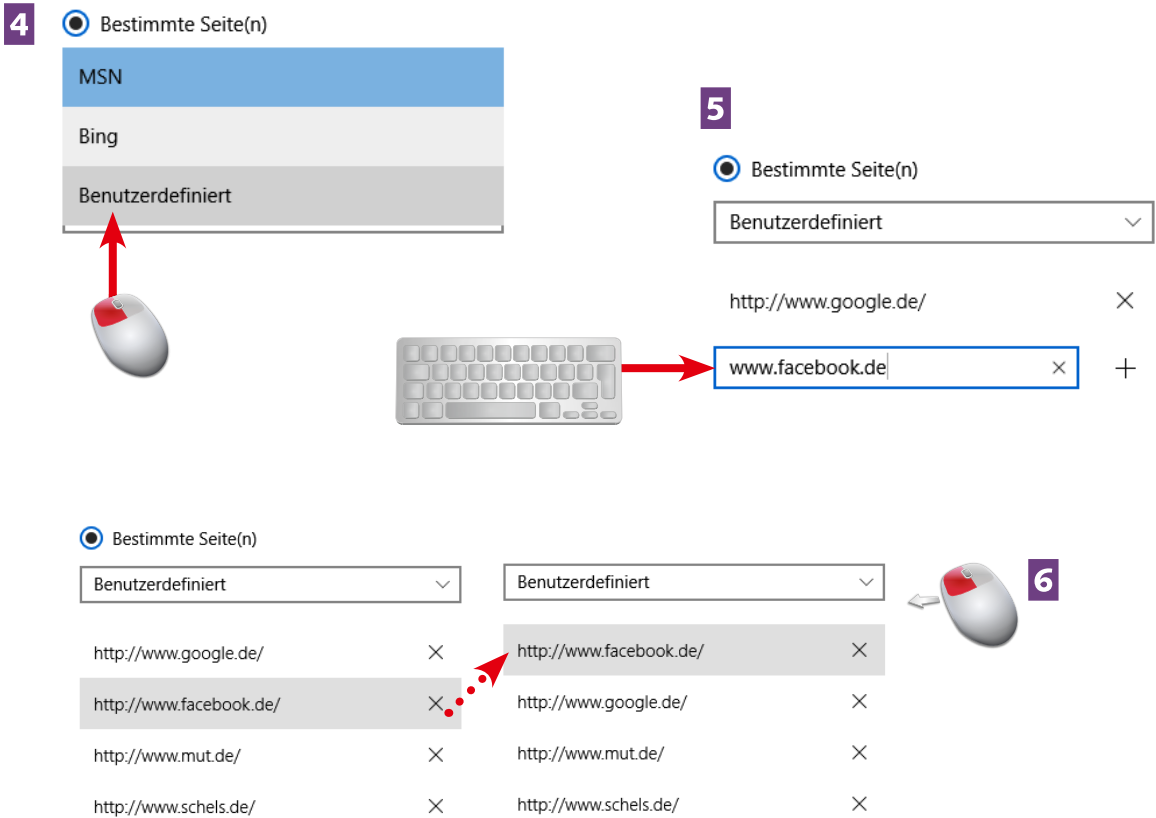 4
Bestimmte Seite(n)
MSN
Bing
Benutzerdefiniert
5
Bestimmte Seite(n)
Benutzerdefiniert
http://www.google.de/
www.facebook.de
Bestimmte Seite(n)
Benutzerdefiniert
http://www.google.de/
http://www.facebook.de/
http://www.mut.de/
http://www.schels.de/
6
Benutzerdefiniert
http://www.facebook.de/
http://www.google.de/
http://www.mut.de/
http://www.schels.de/